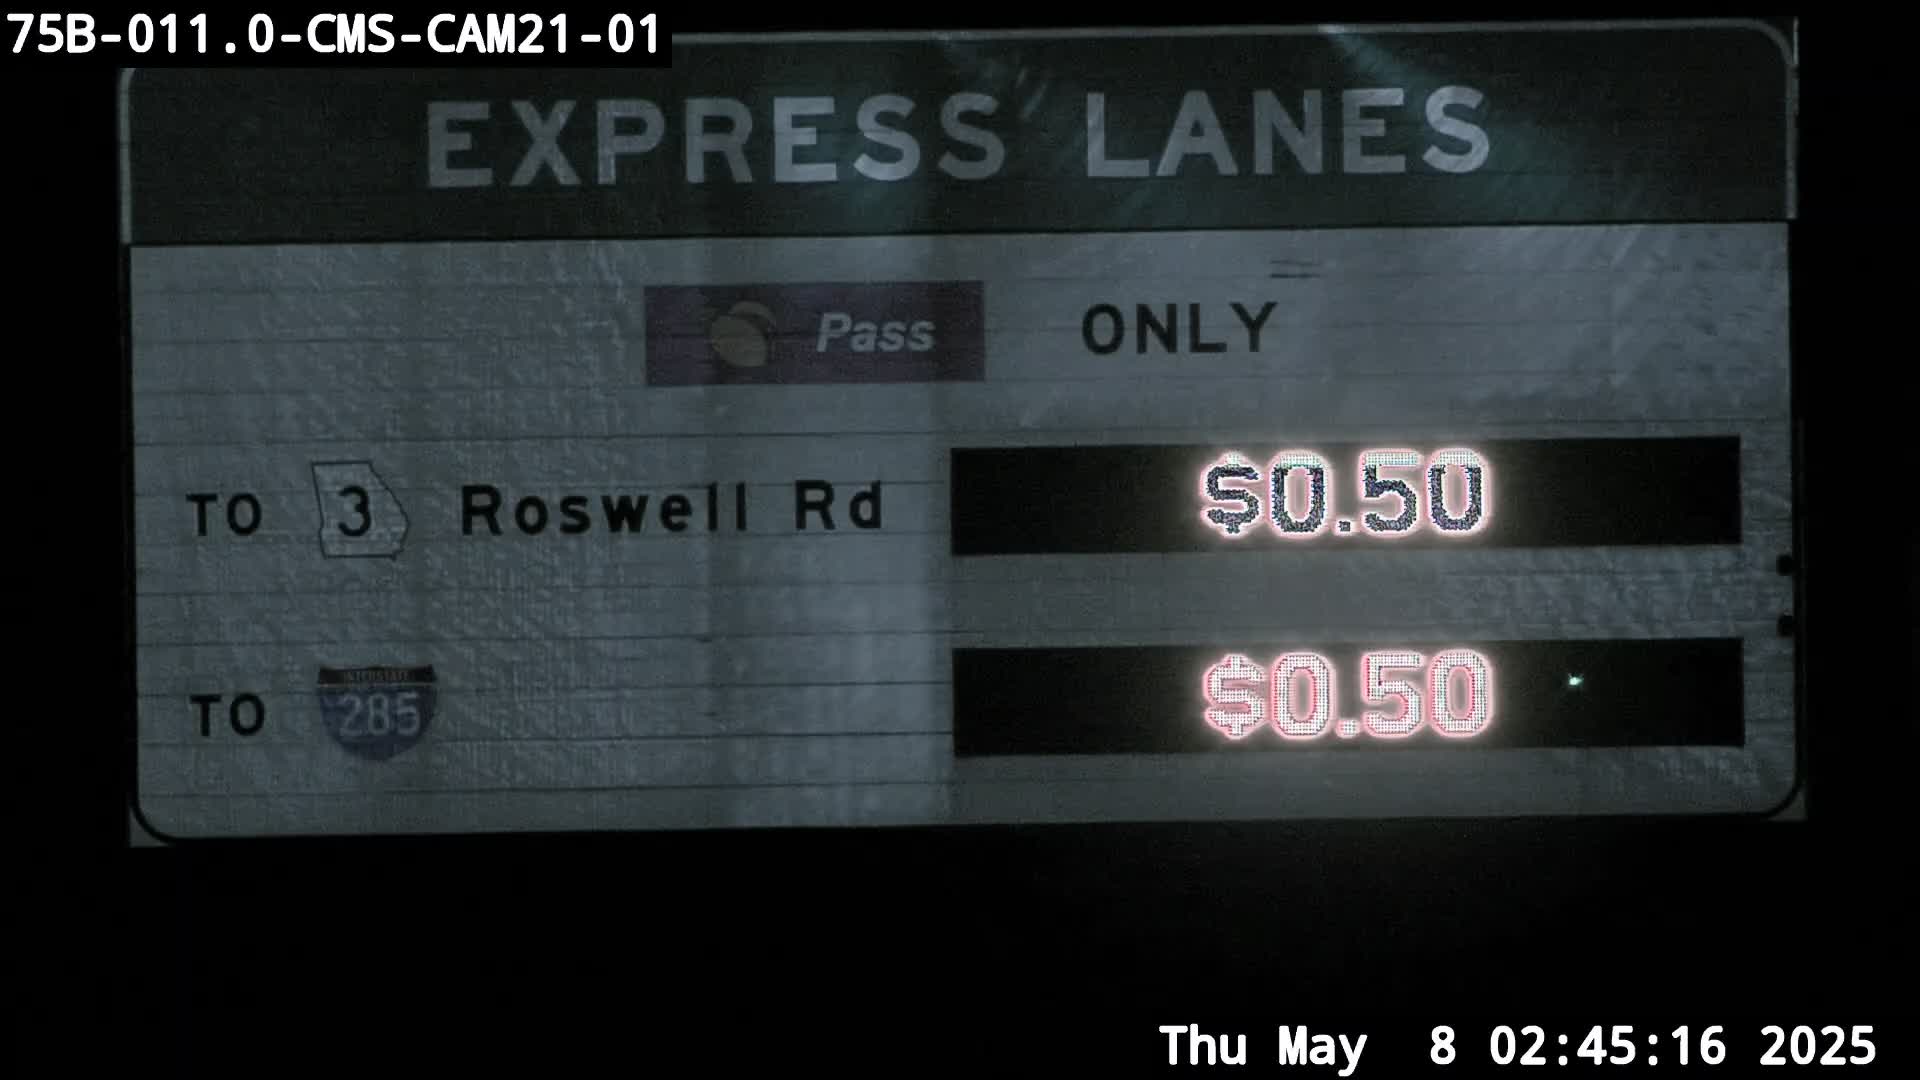 75B-011.0-CMS-CAM21-01
EXPRESS LANES
Pass ONLY
TO 3 Roswell Rd $0.50
TO INTERSTATE 285 $0.50
Thu May 8 02:45:16 2025